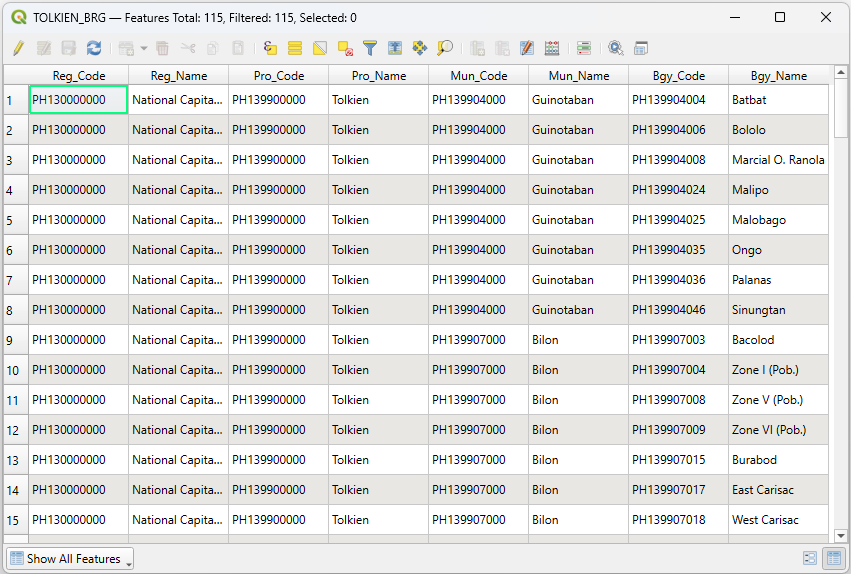 TOLKIEN_BRG — Features Total: 115, Filtered: 115, Selected: 0
Reg_Code Reg_Name Pro_Code Pro_Name Mun_Code Mun_Name Bgy_Code Bgy_Name
1 PH130000000 National Capita... PH139900000 Tolkien PH139904000 Guinotaban PH139904004 Batbat
2 PH130000000 National Capita... PH139900000 Tolkien PH139904000 Guinotaban PH139904006 Bololo
3 PH130000000 National Capita... PH139900000 Tolkien PH139904000 Guinotaban PH139904008 Marcial O. Ranola
4 PH130000000 National Capita... PH139900000 Tolkien PH139904000 Guinotaban PH139904024 Malipo
5 PH130000000 National Capita... PH139900000 Tolkien PH139904000 Guinotaban PH139904025 Malobago
6 PH130000000 National Capita... PH139900000 Tolkien PH139904000 Guinotaban PH139904035 Ongo
7 PH130000000 National Capita... PH139900000 Tolkien PH139904000 Guinotaban PH139904036 Palanas
8 PH130000000 National Capita... PH139900000 Tolkien PH139904000 Guinotaban PH139904046 Sinungtan
9 PH130000000 National Capita... PH139900000 Tolkien PH139907000 Bilon PH139907003 Bacolod
10 PH130000000 National Capita... PH139900000 Tolkien PH139907000 Bilon PH139907004 Zone I (Pob.)
11 PH130000000 National Capita... PH139900000 Tolkien PH139907000 Bilon PH139907008 Zone V (Pob.)
12 PH130000000 National Capita... PH139900000 Tolkien PH139907000 Bilon PH139907009 Zone VI (Pob.)
13 PH130000000 National Capita... PH139900000 Tolkien PH139907000 Bilon PH139907015 Burabod
14 PH130000000 National Capita... PH139900000 Tolkien PH139907000 Bilon PH139907017 East Carisac
15 PH130000000 National Capita... PH139900000 Tolkien PH139907000 Bilon PH139907018 West Carisac
Show All Features